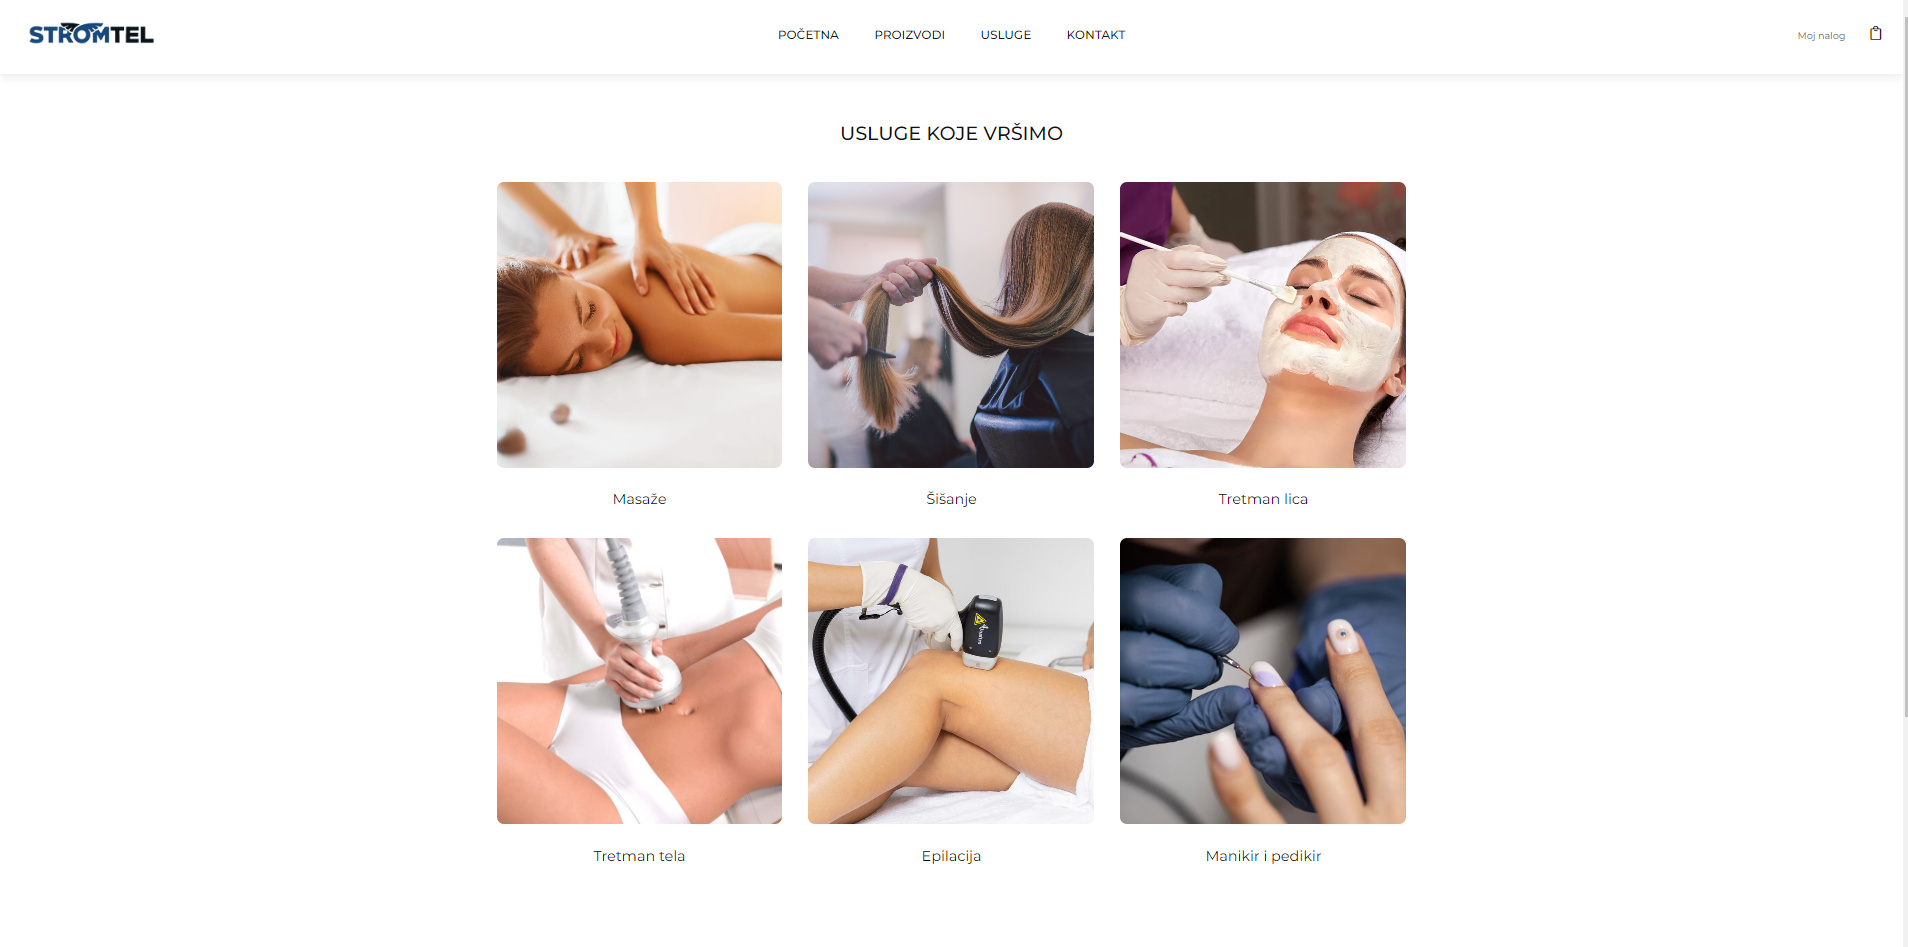 STROMTEL
POČETNA PROIZVODI USLUGE KONTAKT
Moj nalog
USLUGE KOJE VRŠIMO
Masaže
Šišanje
Tretman lica
Tretman tela
Epilacija
Manikir i pedikir